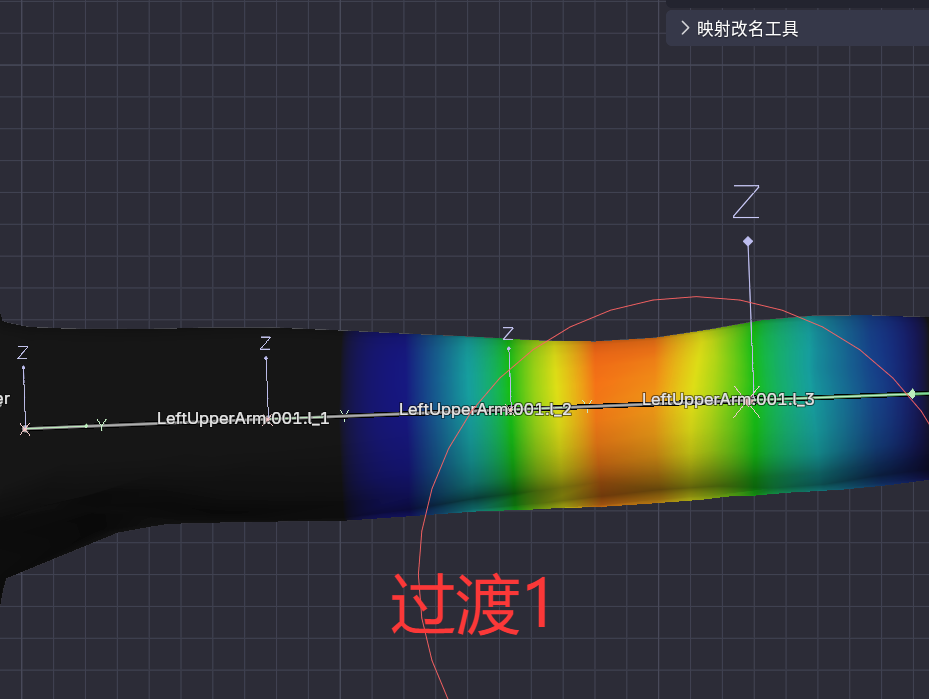 映射改名工具
Z
Z
Z
Z
er
Y
LeftUpperArm.001.l_1
Y
LeftUpperArm.001.l_2
Y
LeftUpperArm.001.l_3
过渡1